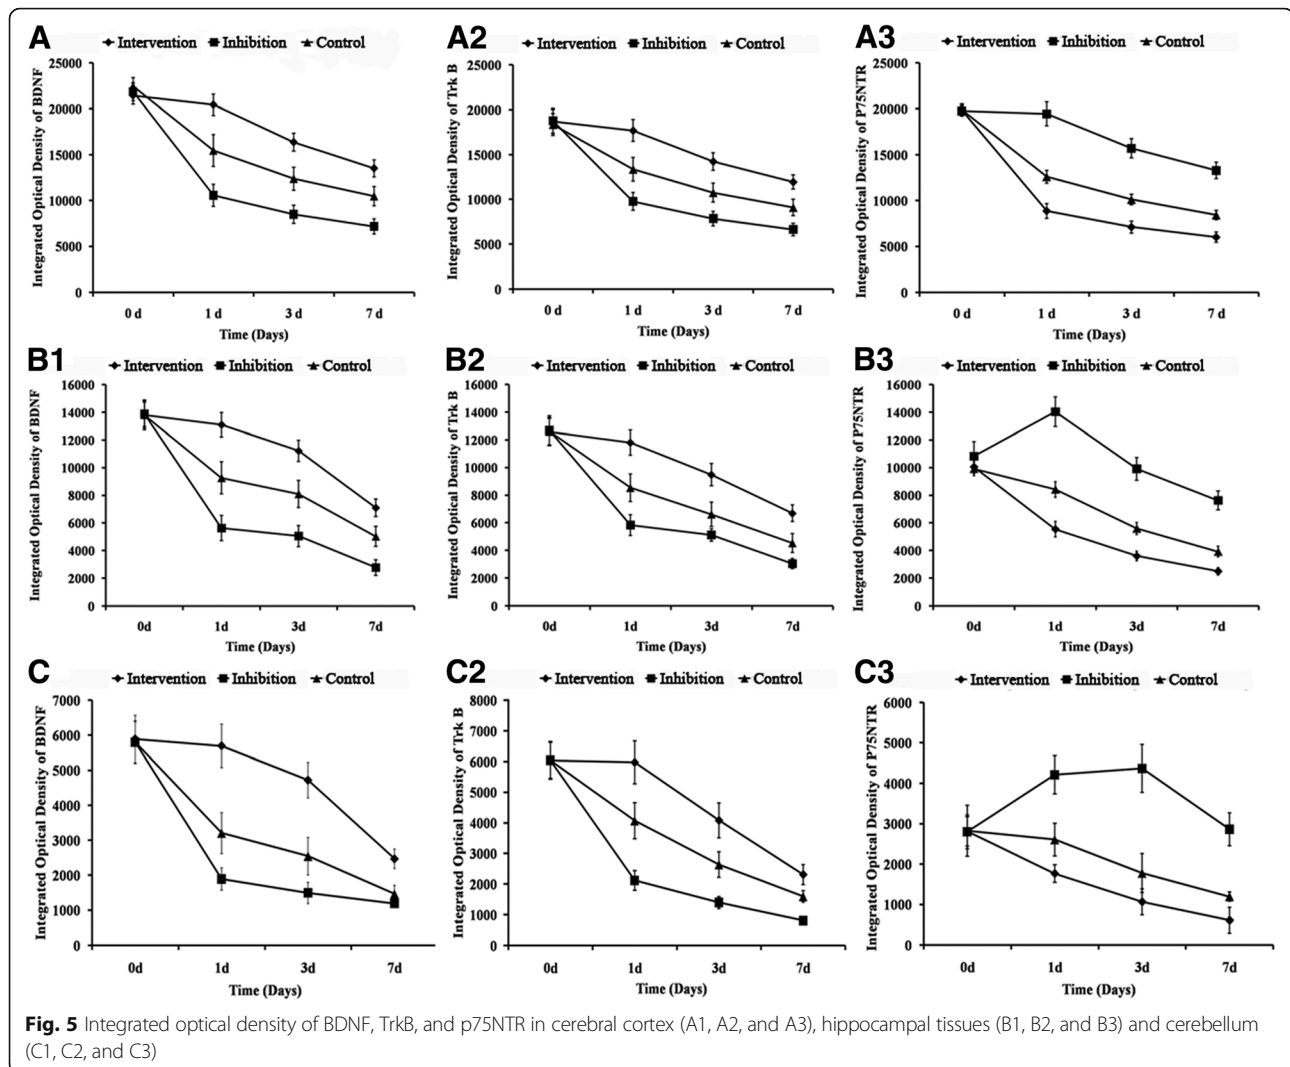 A
Intervention Inhibition Control
Integrated Optical Density of BDNF
25000
20000
15000
10000
5000
0
0 d 1 d 3 d 7 d
Time (Days)
A2
Intervention Inhibition Control
Integrated Optical Density of Trk B
25000
20000
15000
10000
5000
0
0 d 1 d 3 d 7 d
Time (Days)
A3
Intervention Inhibition Control
Integrated Optical Density of P75NTR
25000
20000
15000
10000
5000
0
0 d 1 d 3 d 7 d
Time (Days)
B1
Intervention Inhibition Control
Integrated Optical Density of BDNF
16000
14000
12000
10000
8000
6000
4000
2000
0
0d 1d 3d 7d
Time (Days)
B2
Intervention Inhibition Control
Integrated Optical Density of Trk B
16000
14000
12000
10000
8000
6000
4000
2000
0
0d 1d 3d 7d
Time (Days)
B3
Intervention Inhibition Control
Integrated Optical Density of P75NTR
16000
14000
12000
10000
8000
6000
4000
2000
0
0d 1d 3d 7d
Time (Days)
C
Intervention Inhibition Control
Integrated Optical Density of BDNF
7000
6000
5000
4000
3000
2000
1000
0
0d 1d 3d 7d
Time (Days)
C2
Intervention Inhibition Control
Integrated Optical Density of Trk B
8000
7000
6000
5000
4000
3000
2000
1000
0
0d 1d 3d 7d
Time (Days)
C3
Intervention Inhibition Control
Integrated Optical Density of P75NTR
6000
5000
4000
3000
2000
1000
0
0d 1d 3d 7d
Time (Days)
Fig. 5 Integrated optical density of BDNF, TrkB, and p75NTR in cerebral cortex (A1, A2, and A3), hippocampal tissues (B1, B2, and B3) and cerebellum
(C1, C2, and C3)